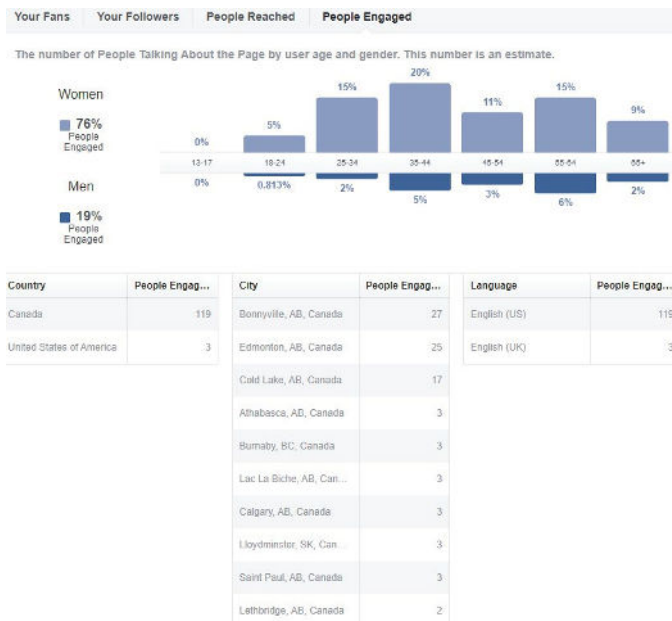 Your Fans Your Followers People Reached People Engaged
The number of People Talking About the Page by user age and gender. This number is an estimate.
Women
76%
People
Engaged
0% 5% 15% 20% 11% 15% 9%
13-17 18-24 25-34 35-44 45-54 55-64 65+
Men
19%
People
Engaged
0% 0.813% 2% 5% 3% 6% 2%
Country People Engag... City People Engag... Language People Engag...
Canada 119 Bonnyville, AB, Canada 27 English (US) 119
United States of America 3 Edmonton, AB, Canada 25 English (UK) 3
Cold Lake, AB, Canada 17
Athabasca, AB, Canada 3
Burnaby, BC, Canada 3
Lac La Biche, AB, Can... 3
Calgary, AB, Canada 3
Lloydminster, SK, Can... 3
Saint Paul, AB, Canada 3
Lethbridge, AB, Canada 2